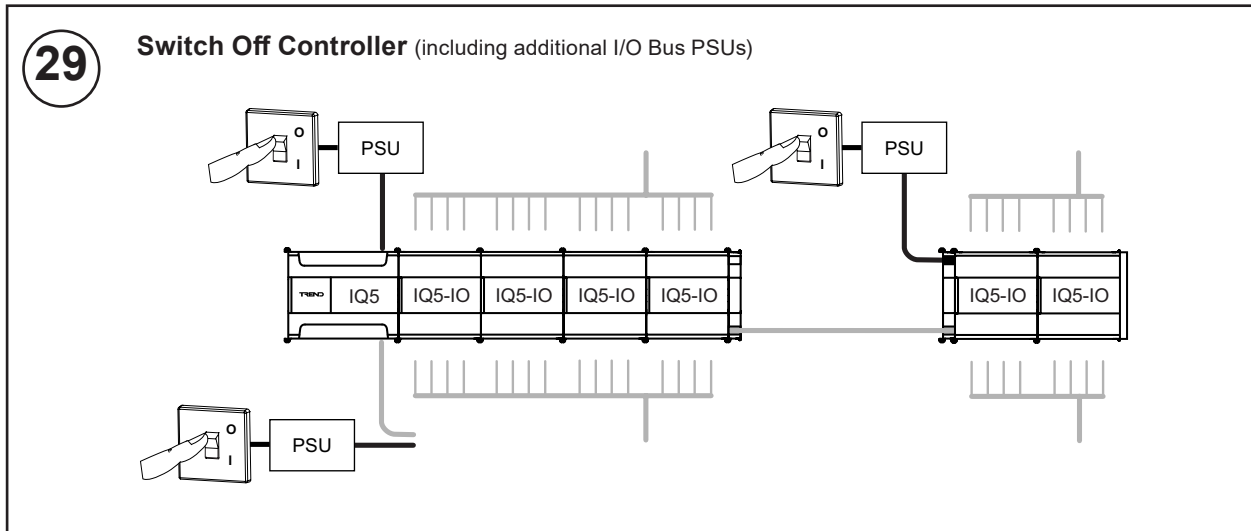 29
Switch Off Controller (including additional I/O Bus PSUs)
O
I
PSU
O
I
PSU
TREND
IQ5
IQ5-IO
IQ5-IO
IQ5-IO
IQ5-IO
IQ5-IO
IQ5-IO
O
I
PSU